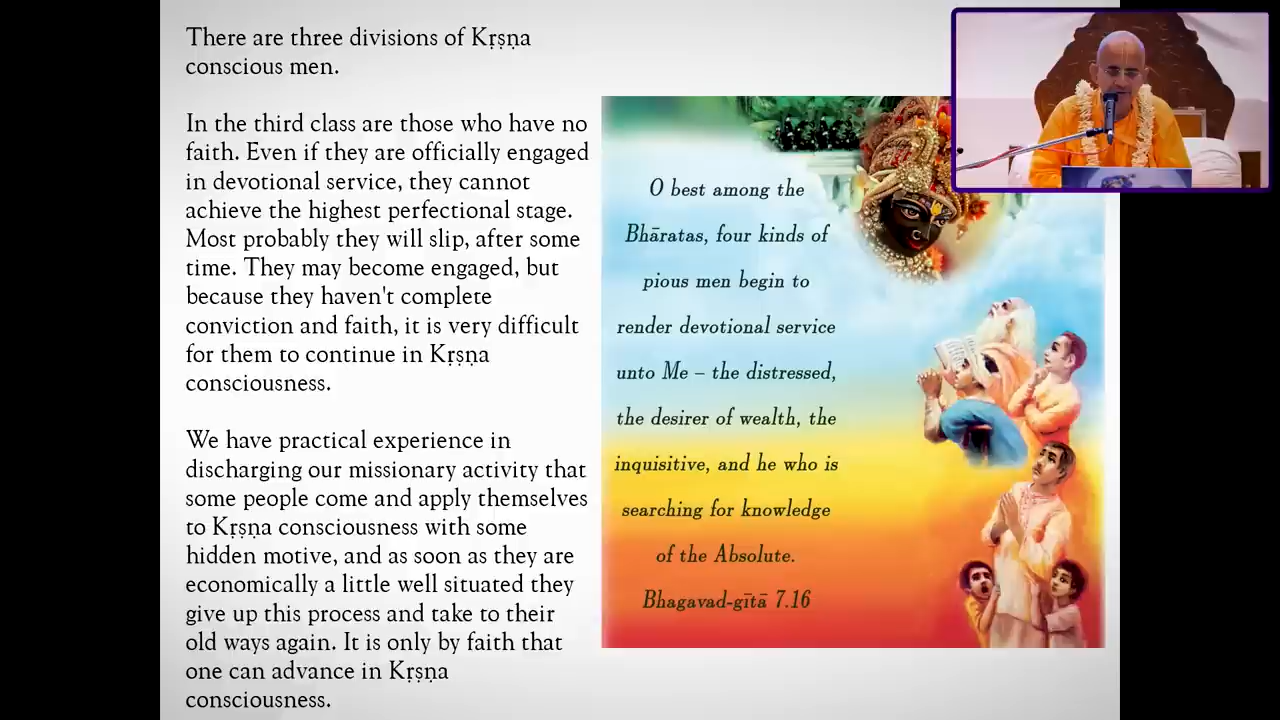 There are three divisions of Kṛṣṇa
conscious men.
In the third class are those who have no
faith. Even if they are officially engaged
in devotional service, they cannot
achieve the highest perfectional stage.
Most probably they will slip, after some
time. They may become engaged, but
because they haven't complete
conviction and faith, it is very difficult
for them to continue in Kṛṣṇa
consciousness.
We have practical experience in
discharging our missionary activity that
some people come and apply themselves
to Kṛṣṇa consciousness with some
hidden motive, and as soon as they are
economically a little well situated they
give up this process and take to their
old ways again. It is only by faith that
one can advance in Kṛṣṇa
consciousness.
O best among the
Bhāratas, four kinds of
pious men begin to
render devotional service
unto Me – the distressed,
the desirer of wealth, the
inquisitive, and he who is
searching for knowledge
of the Absolute.
Bhagavad-gītā 7.16